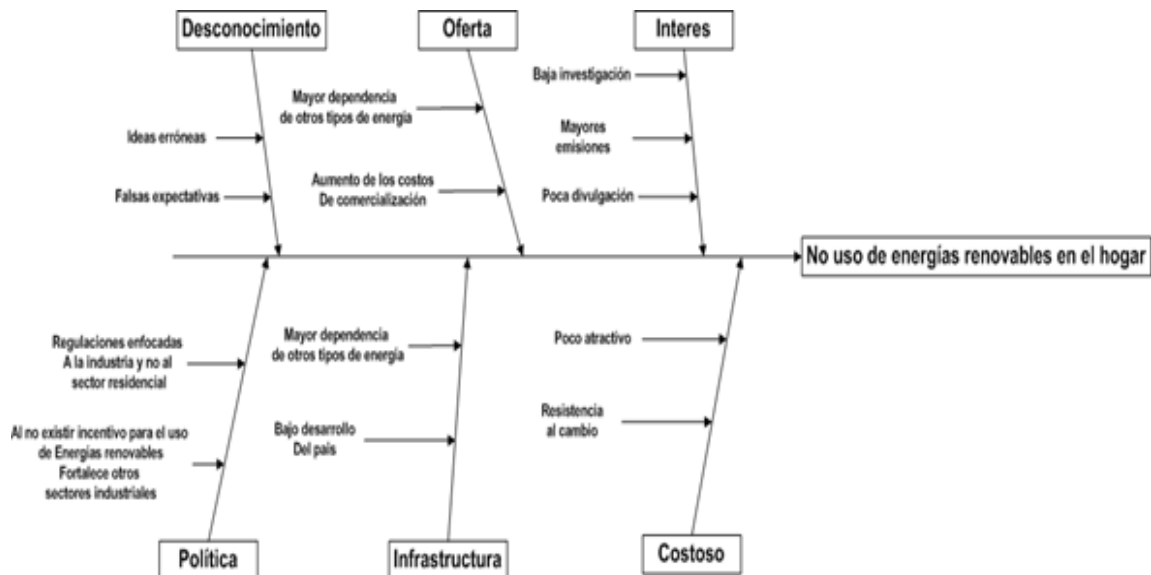 Desconocimiento
Oferta
Interes
Baja investigación
Mayor dependencia
de otros tipos de energía
Ideas erróneas
Mayores
emisiones
Aumento de los costos
De comercialización
Falsas expectativas
Poca divulgación
No uso de energías renovables en el hogar
Regulaciones enfocadas
A la industria y no al
sector residencial
Mayor dependencia
de otros tipos de energía
Poco atractivo
Al no existir incentivo para el uso
de Energías renovables
Fortalece otros
sectores industriales
Bajo desarrollo
Del país
Resistencia
al cambio
Política
Infrastructura
Costoso